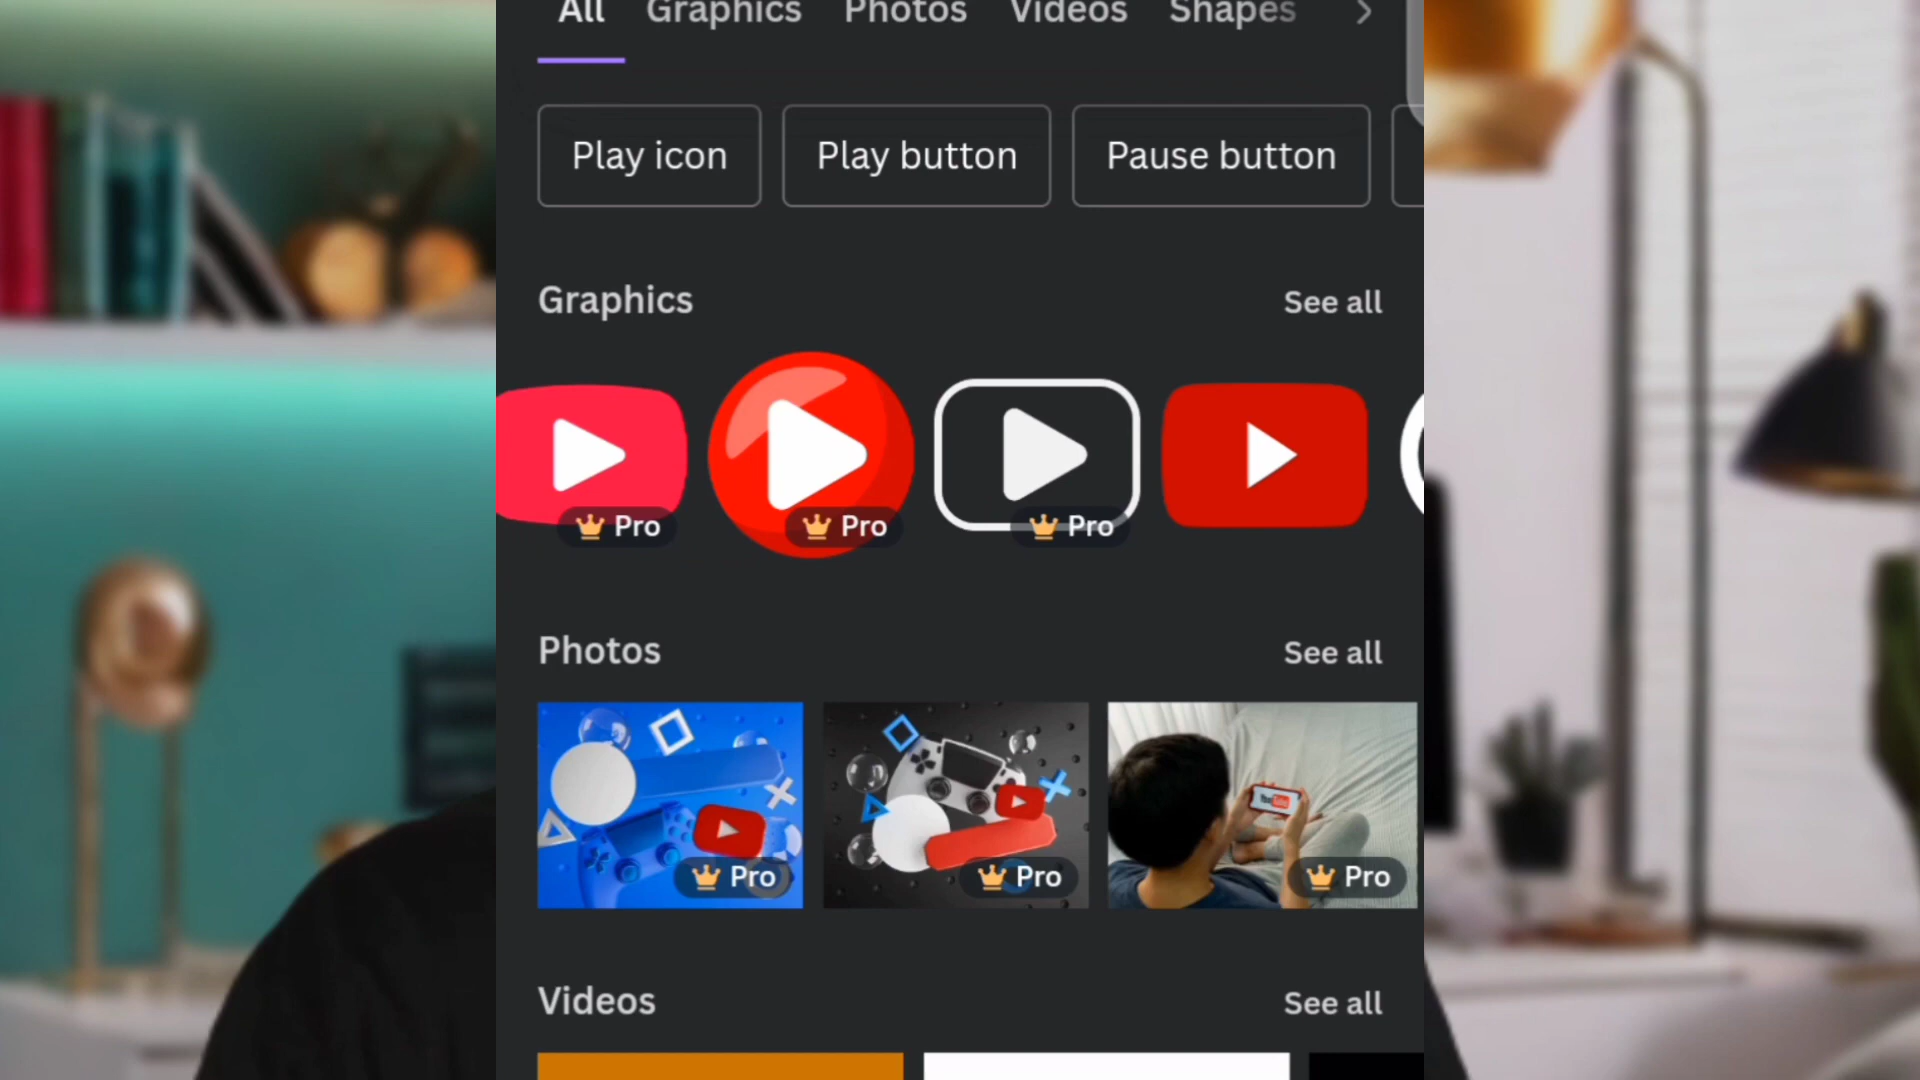 All Graphics Photos Videos Shapes
Play icon Play button Pause button
Graphics See all
Pro Pro Pro
Photos See all
YouTube
Pro Pro Pro
Videos See all